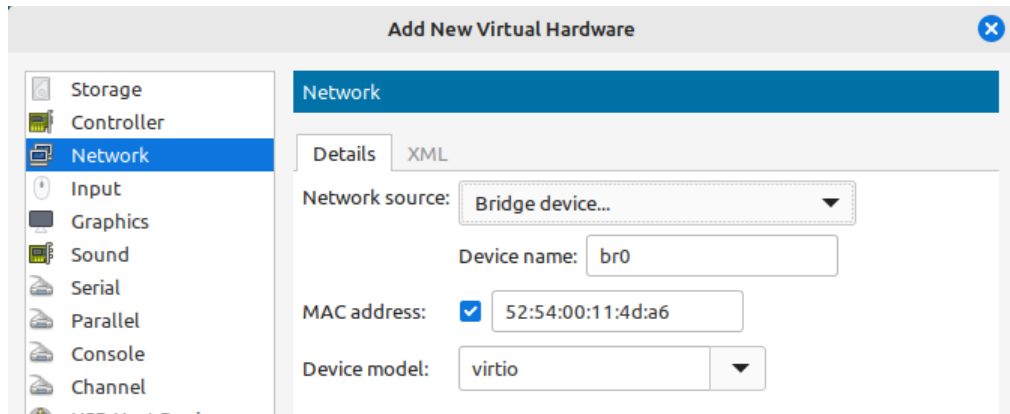 Add New Virtual Hardware
Storage
Controller
Network
Input
Graphics
Sound
Serial
Parallel
Console
Channel
Network
Details XML
Network source: Bridge device...
Device name: br0
MAC address: 52:54:00:11:4d:a6
Device model: virtio